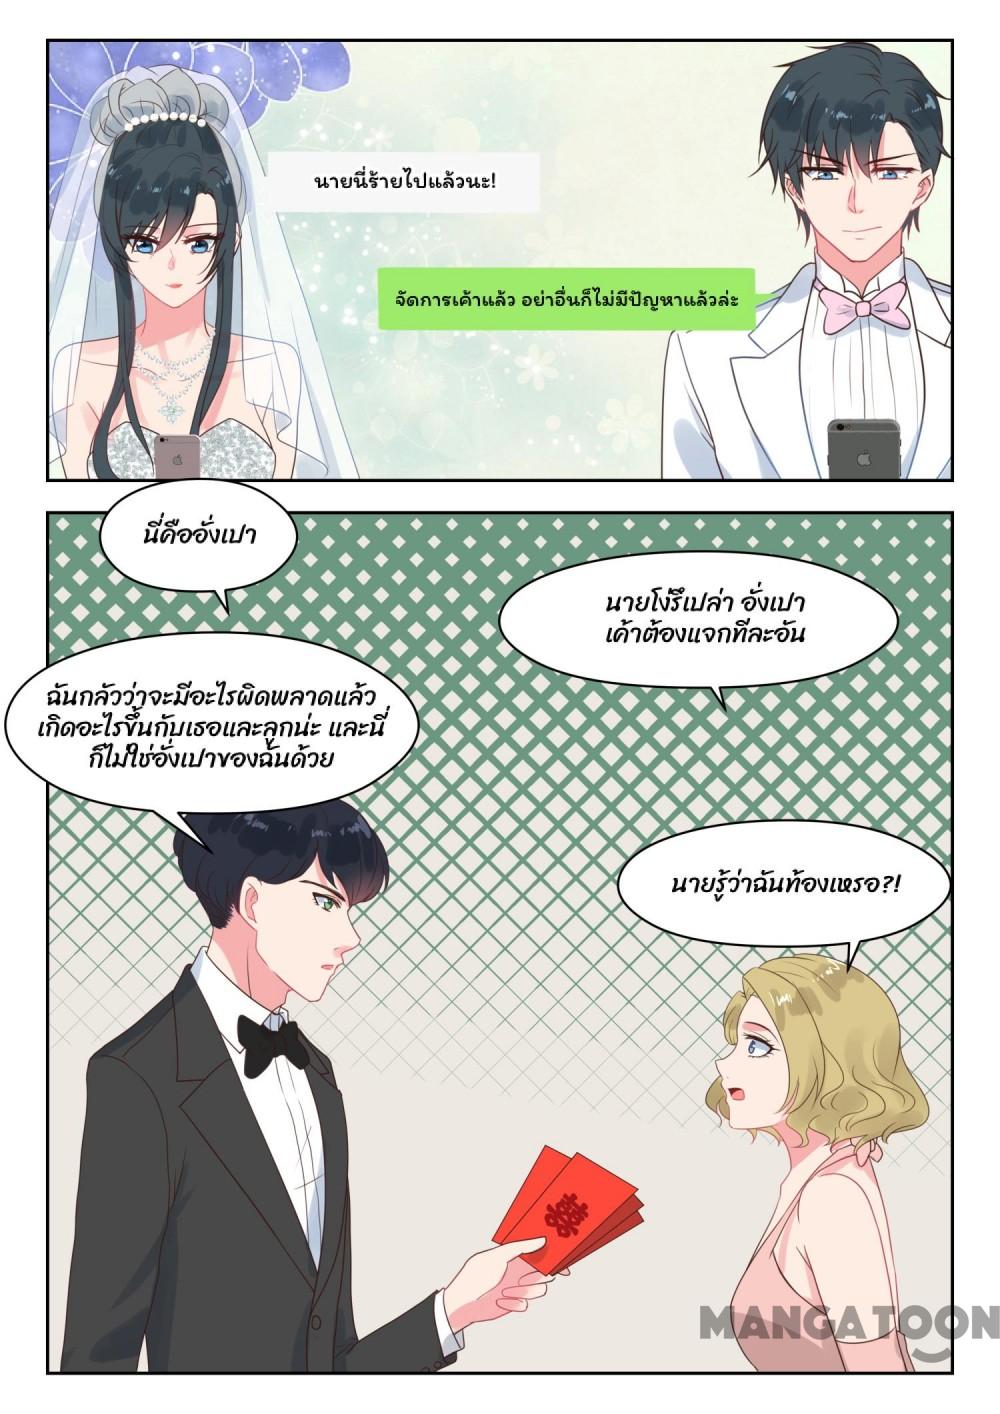 นายนี่ร้ายไปแล้วนะ!
จัดการเค้าแล้ว อย่าอื่นก็ไม่มีปัญหาแล้วล่ะ
นี่คืออั่งเปา
นายโง่รึเปล่า อั่งเปา
เค้าต้องแจกทีละอัน
ฉันกลัวว่าจะมีอะไรผิดพลาดแล้ว
เกิดอะไรขึ้นกับเธอและลูกน่ะ และนี่
ก็ไม่ใช่อั่งเปาของฉันด้วย
นายรู้ว่าฉันท้องเหรอ?!
囍
MANGATOON